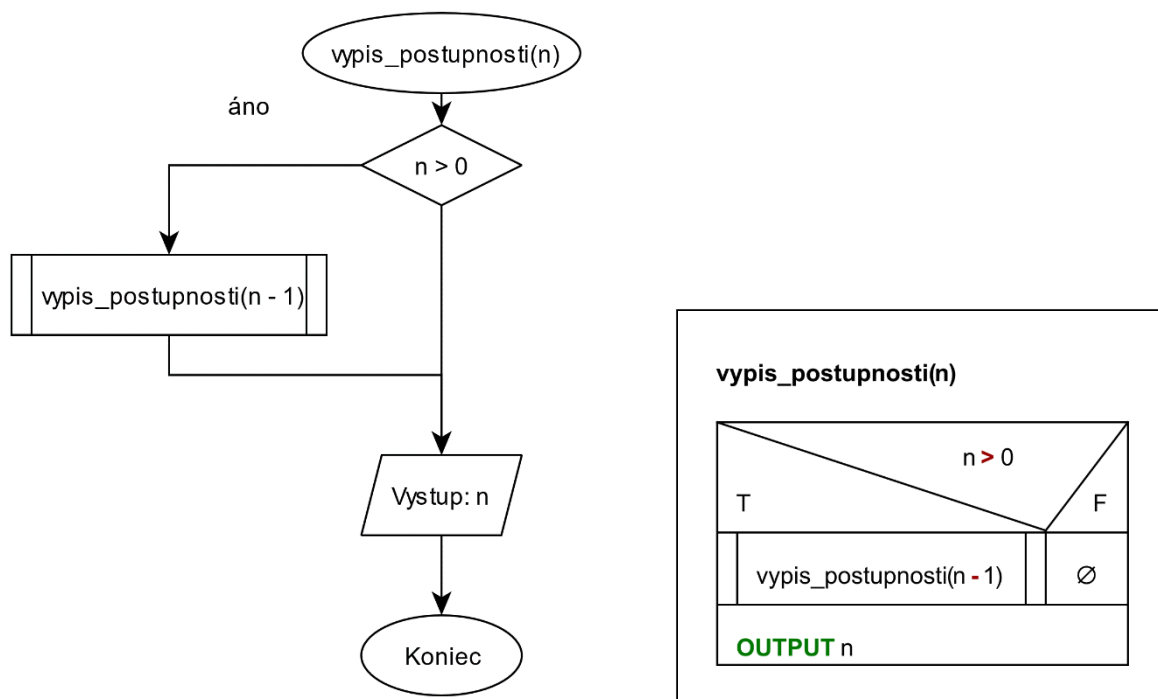 vypis_postupnosti(n)
áno
n > 0
vypis_postupnosti(n - 1)
Vystup: n
Koniec
vypis_postupnosti(n)
n > 0
T
F
vypis_postupnosti(n - 1)
∅
OUTPUT n